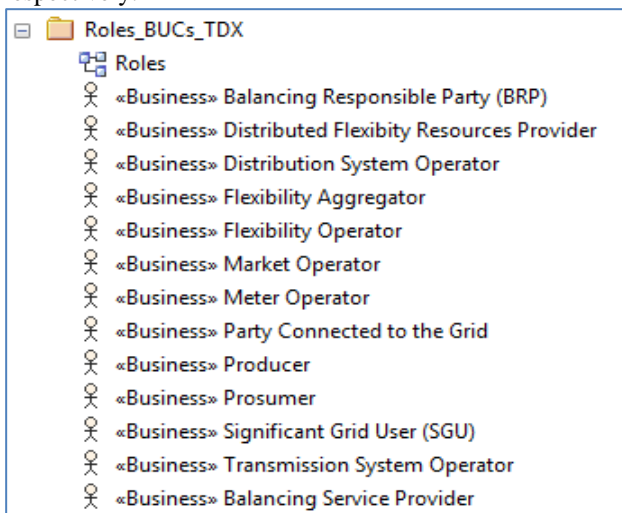 respectively.
Roles_BUCs_TDX
Roles
«Business» Balancing Responsible Party (BRP)
«Business» Distributed Flexibity Resources Provider
«Business» Distribution System Operator
«Business» Flexibility Aggregator
«Business» Flexibility Operator
«Business» Market Operator
«Business» Meter Operator
«Business» Party Connected to the Grid
«Business» Producer
«Business» Prosumer
«Business» Significant Grid User (SGU)
«Business» Transmission System Operator
«Business» Balancing Service Provider